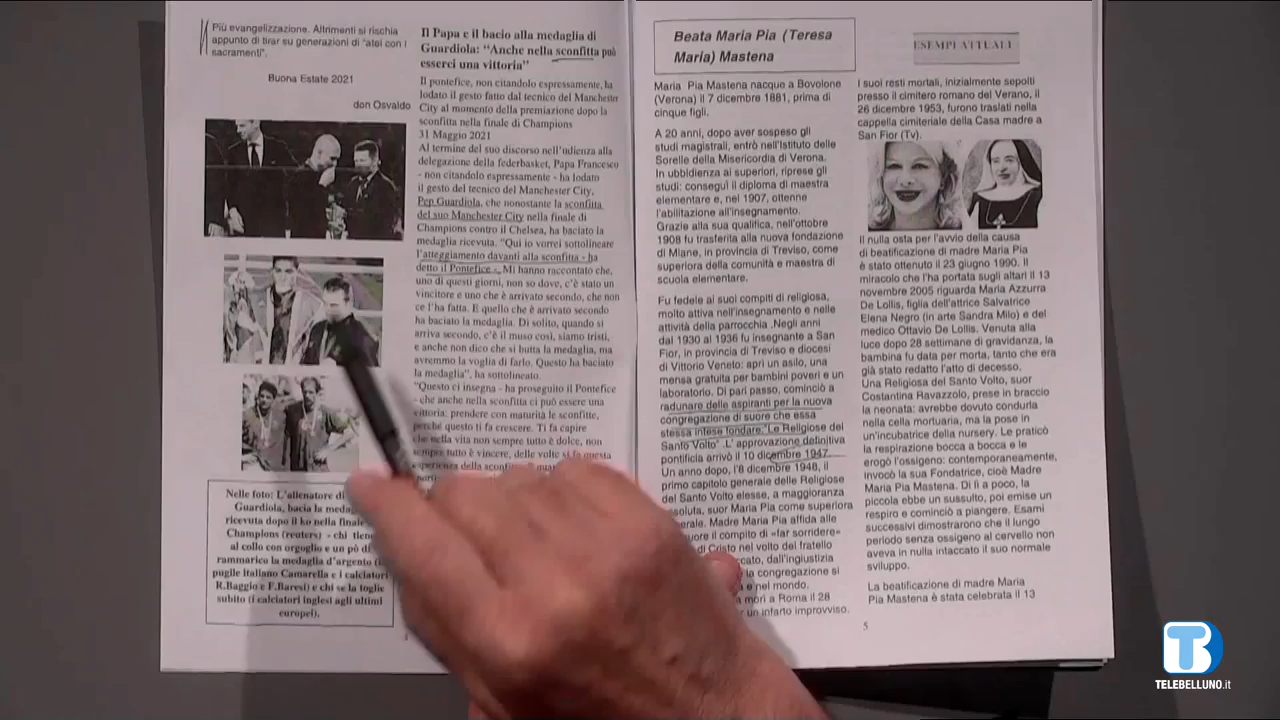 Più evangelizzazione. Altrimenti si rischia
appunto di tirar su generazioni di "atei con i
sacramenti".
Buona Estate 2021
don Osvaldo
Nelle foto: L'allenatore di
Guardiola, bacia la
ricevuta dopo il ko nella finale
Champions (reuters) - chi tiene
al collo con orgoglio e un pò di
rammarico la medaglia d'argento (i
pugile italiano Camarella e i calciatori
R.Baggio e F.Baresi) e chi se la toglie
subito (i calciatori inglesi agli ultimi
europei).
Il Papa e il bacio alla medaglia di
Guardiola: "Anche nella sconfitta può
esserci una vittoria"
Il pontefice, non citandolo espressamente, ha
lodato il gesto fatto dal tecnico del Manchester
City al momento della premiazione dopo la
sconfitta nella finale di Champions
31 Maggio 2021
Al termine del suo discorso nell'udienza alla
delegazione della federbasket, Papa Francesco
- non citandolo espressamente - ha lodato
il gesto del tecnico del Manchester City,
Pep Guardiola, che nonostante la sconfitta
del suo Manchester City nella finale di
Champions contro il Chelsea, ha baciato la
medaglia ricevuta. "Qui io vorrei sottolineare
l'atteggiamento davanti alla sconfitta - ha
detto il Pontefice -. Mi hanno raccontato che,
uno di questi giorni, non so dove, c'è stato un
vincitore e uno che è arrivato secondo, che non
ce l'ha fatta. E quello che è arrivato secondo
ha baciato la medaglia. Di solito, quando si
arriva secondo, c'è il muso così, siamo tristi,
e anche non dico che si butta la medaglia, ma
avremmo la voglia di farlo. Questo ha baciato
la medaglia", ha sottolineato.
"Questo ci insegna - ha proseguito il Pontefice
- che anche nella sconfitta ci può essere una
vittoria: prendere con maturità le sconfitte,
perché questo ti fa crescere. Ti fa capire
che nella vita non sempre tutto è dolce, non
sempre tutto è vincere, delle volte si fa questa
esperienza della
Beata Maria Pia (Teresa
Maria) Mastena
Maria Pia Mastena nacque a Bovolone
(Verona) il 7 dicembre 1881, prima di
cinque figli.
A 20 anni, dopo aver sospeso gli
studi magistrali, entrò nell'Istituto delle
Sorelle della Misericordia di Verona.
In ubbidienza ai superiori, riprese gli
studi: conseguì il diploma di maestra
elementare e, nel 1907, ottenne
l'abilitazione all'insegnamento.
Grazie alla sua qualifica, nell'ottobre
1908 fu trasferita alla nuova fondazione
di Miane, in provincia di Treviso, come
superiora della comunità e maestra di
scuola elementare.
Fu fedele ai suoi compiti di religiosa,
molto attiva nell'insegnamento e nelle
attività della parrocchia .Negli anni
dal 1930 al 1936 fu insegnante a San
Fior, in provincia di Treviso e diocesi
di Vittorio Veneto: aprì un asilo, una
mensa gratuita per bambini poveri e un
laboratorio. Di pari passo, cominciò a
radunare delle aspiranti per la nuova
congregazione di suore che essa
stessa intese fondare:"Le Religiose del
Santo Volto" .L' approvazione definitiva
pontificia arrivò il 10 dicembre 1947.
Un anno dopo, l'8 dicembre 1948, il
primo capitolo generale delle Religiose
del Santo Volto elesse, a maggioranza
suor Maria Pia come superiora
Madre Maria Pia affida alle
il compito di «far sorridere»
di Cristo nel volto del fratello
dall'ingiustizia
la congregazione si
e nel mondo.
morì a Roma il 28
un infarto improvviso.
ESEMPI ATTUALI
I suoi resti mortali, inizialmente sepolti
presso il cimitero romano del Verano, il
26 dicembre 1953, furono traslati nella
cappella cimiteriale della Casa madre a
San Fior (Tv).
Il nulla osta per l'avvio della causa
di beatificazione di madre Maria Pia
è stato ottenuto il 23 giugno 1990. Il
miracolo che l'ha portata sugli altari il 13
novembre 2005 riguarda Maria Azzurra
De Lollis, figlia dell'attrice Salvatrice
Elena Negro (in arte Sandra Milo) e del
medico Ottavio De Lollis. Venuta alla
luce dopo 28 settimane di gravidanza, la
bambina fu data per morta, tanto che era
già stato redatto l'atto di decesso.
Una Religiosa del Santo Volto, suor
Costantina Ravazzolo, prese in braccio
la neonata: avrebbe dovuto condurla
nella cella mortuaria, ma la pose in
un'incubatrice della nursery. Le praticò
la respirazione bocca a bocca e le
erogò l'ossigeno: contemporaneamente,
invocò la sua Fondatrice, cioè Madre
Maria Pia Mastena. Di lì a poco, la
piccola ebbe un sussulto, poi emise un
respiro e cominciò a piangere. Esami
successivi dimostrarono che il lungo
periodo senza ossigeno al cervello non
aveva in nulla intaccato il suo normale
sviluppo.
La beatificazione di madre Maria
Pia Mastena è stata celebrata il 13
5
TELEBELLUNO.it